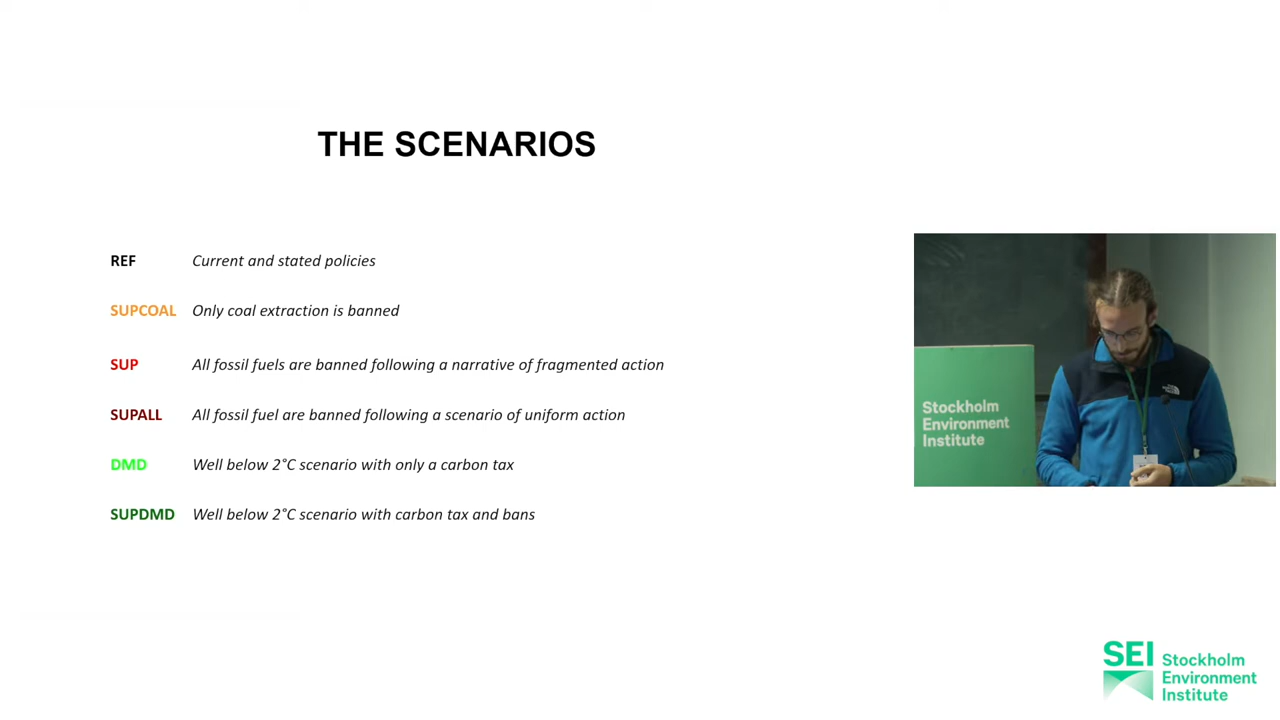 THE SCENARIOS
REF Current and stated policies
SUPCOAL Only coal extraction is banned
SUP All fossil fuels are banned following a narrative of fragmented action
SUPALL All fossil fuel are banned following a scenario of uniform action
DMD Well below 2°C scenario with only a carbon tax
SUPDMD Well below 2°C scenario with carbon tax and bans
Stockholm
Environment
Institute
SEI Stockholm
Environment
Institute